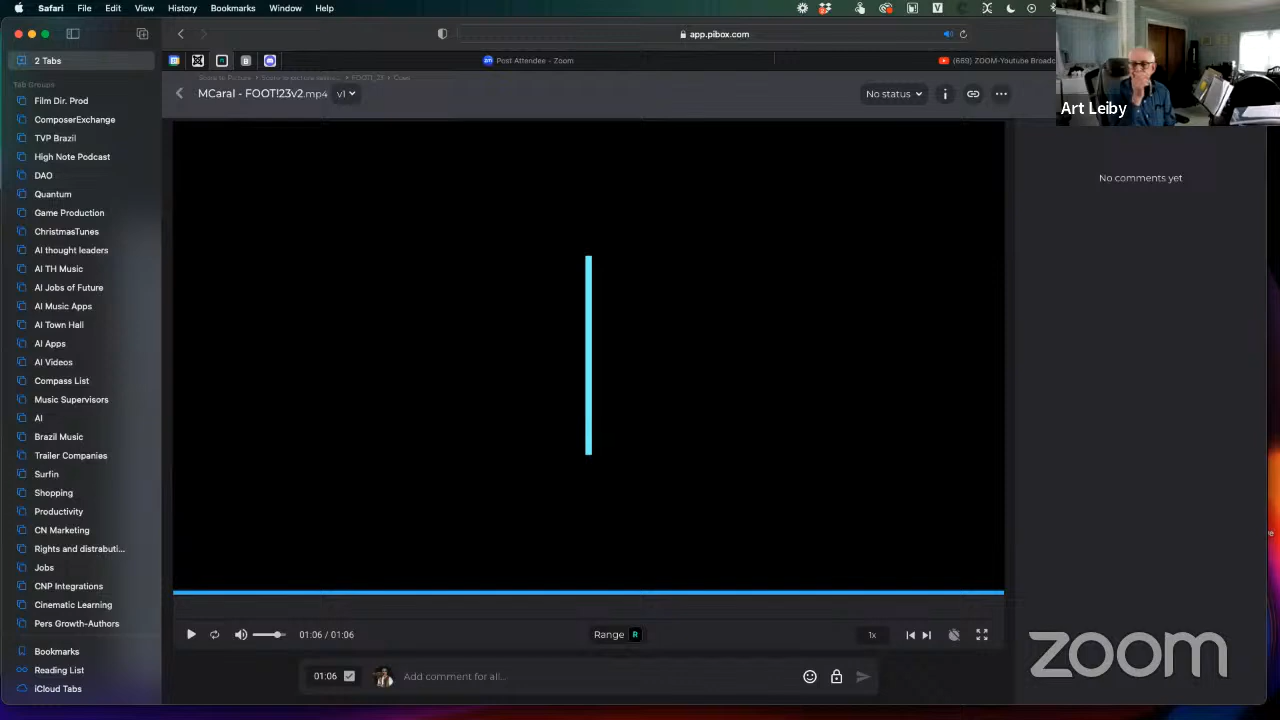 Safari File Edit View History Bookmarks Window Help
2 Tabs
app.pibox.com
Post Attendee - Zoom
(669) ZOOM-Youtube Broadc
Tab Groups
Film Dir. Prod
ComposerExchange
TVP Brazil
High Note Podcast
DAO
Quantum
Game Production
ChristmasTunes
AI thought leaders
AI TH Music
AI Jobs of Future
AI Music Apps
AI Town Hall
AI Apps
AI Videos
Compass List
Music Supervisors
AI
Brazil Music
Trailer Companies
Surfin
Shopping
Productivity
CN Marketing
Rights and distributi...
Jobs
CNP Integrations
Cinematic Learning
Pers Growth-Authors
Bookmarks
Reading List
iCloud Tabs
MCaral - FOOT!23v2.mp4 v1
No status
Art Leiby
No comments yet
01:06 / 01:06
Range R
1x
01:06
Add comment for all...
zoom